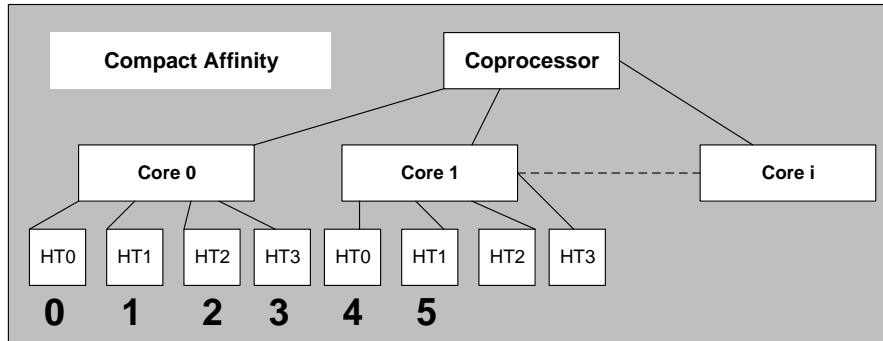 Compact Affinity
Coprocessor
Core 0
Core 1
Core i
HT0 HT1 HT2 HT3 HT0 HT1 HT2 HT3
0 1 2 3 4 5